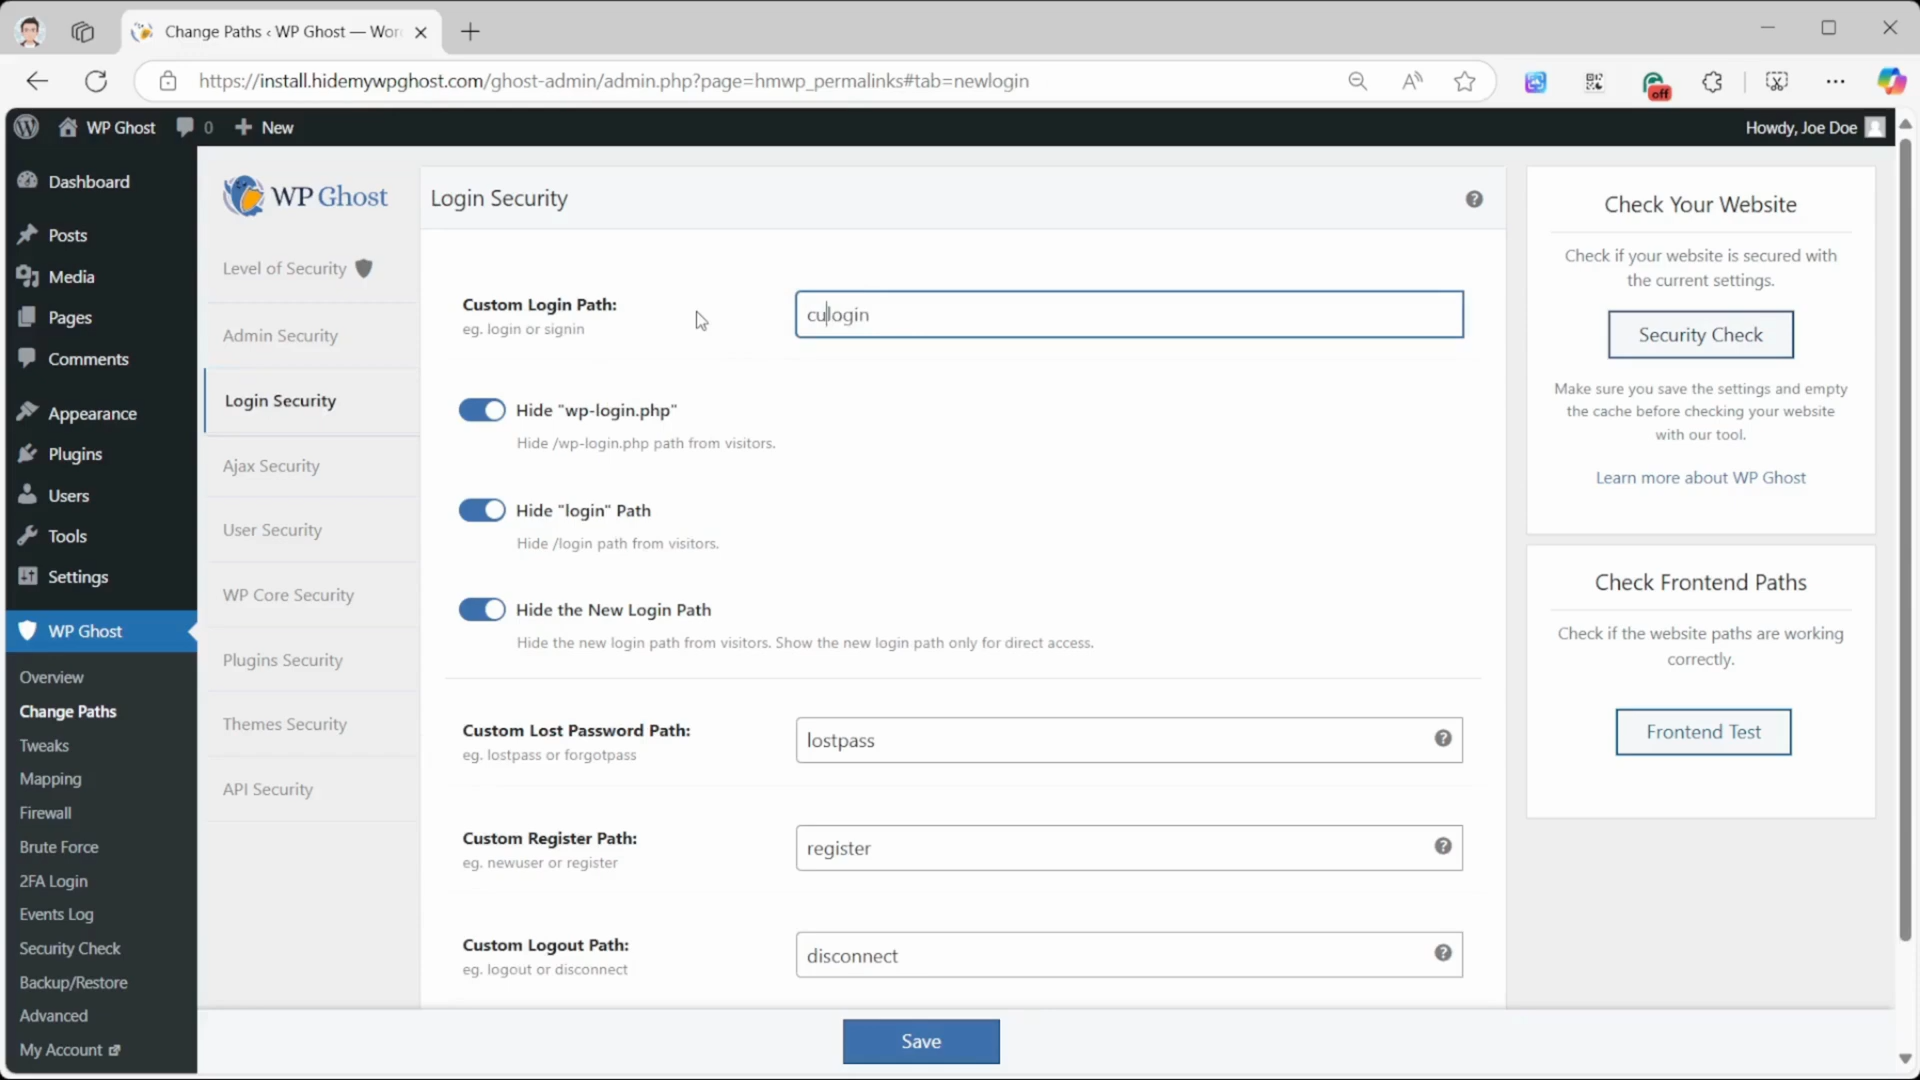 Change Paths ‹ WP Ghost — Wor
https://install.hidemywpghost.com/ghost-admin/admin.php?page=hmwp_permalinks#tab=newlogin
off
WP Ghost
0
New
Howdy, Joe Doe
Dashboard
Posts
Media
Pages
Comments
Appearance
Plugins
Users
Tools
Settings
WP Ghost
Overview
Change Paths
Tweaks
Mapping
Firewall
Brute Force
2FA Login
Events Log
Security Check
Backup/Restore
Advanced
My Account
WP Ghost
Level of Security
Admin Security
Login Security
Ajax Security
User Security
WP Core Security
Plugins Security
Themes Security
API Security
Login Security
Custom Login Path:
eg. login or signin
culogin
Hide "wp-login.php"
Hide /wp-login.php path from visitors.
Hide "login" Path
Hide /login path from visitors.
Hide the New Login Path
Hide the new login path from visitors. Show the new login path only for direct access.
Custom Lost Password Path:
eg. lostpass or forgotpass
lostpass
Custom Register Path:
eg. newuser or register
register
Custom Logout Path:
eg. logout or disconnect
disconnect
Save
Check Your Website
Check if your website is secured with
the current settings.
Security Check
Make sure you save the settings and empty
the cache before checking your website
with our tool.
Learn more about WP Ghost
Check Frontend Paths
Check if the website paths are working
correctly.
Frontend Test